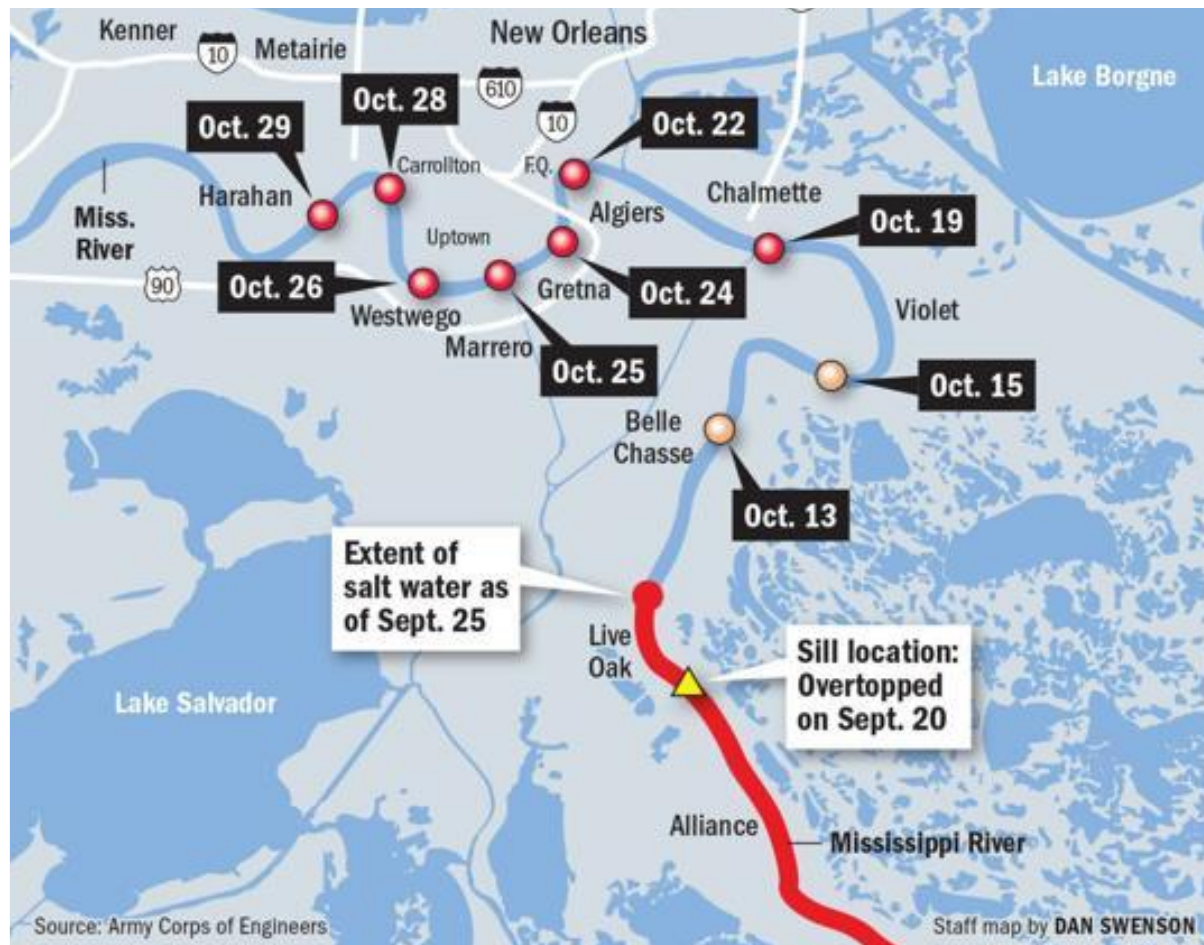 Kenner
10
Metairie
New Orleans
610
10
Lake Borgne
Oct. 29
Oct. 28
Oct. 22
Carrollton
F.Q.
Harahan
Miss.
River
Algiers
Chalmette
Oct. 19
Uptown
90
Oct. 26
Westwego
Gretna
Oct. 24
Marrero
Oct. 25
Violet
Oct. 15
Belle
Chasse
Oct. 13
Extent of
salt water as
of Sept. 25
Live
Oak
Sill location:
Overtopped
on Sept. 20
Lake Salvador
Alliance
Mississippi River
Source: Army Corps of Engineers
Staff map by DAN SWENSON